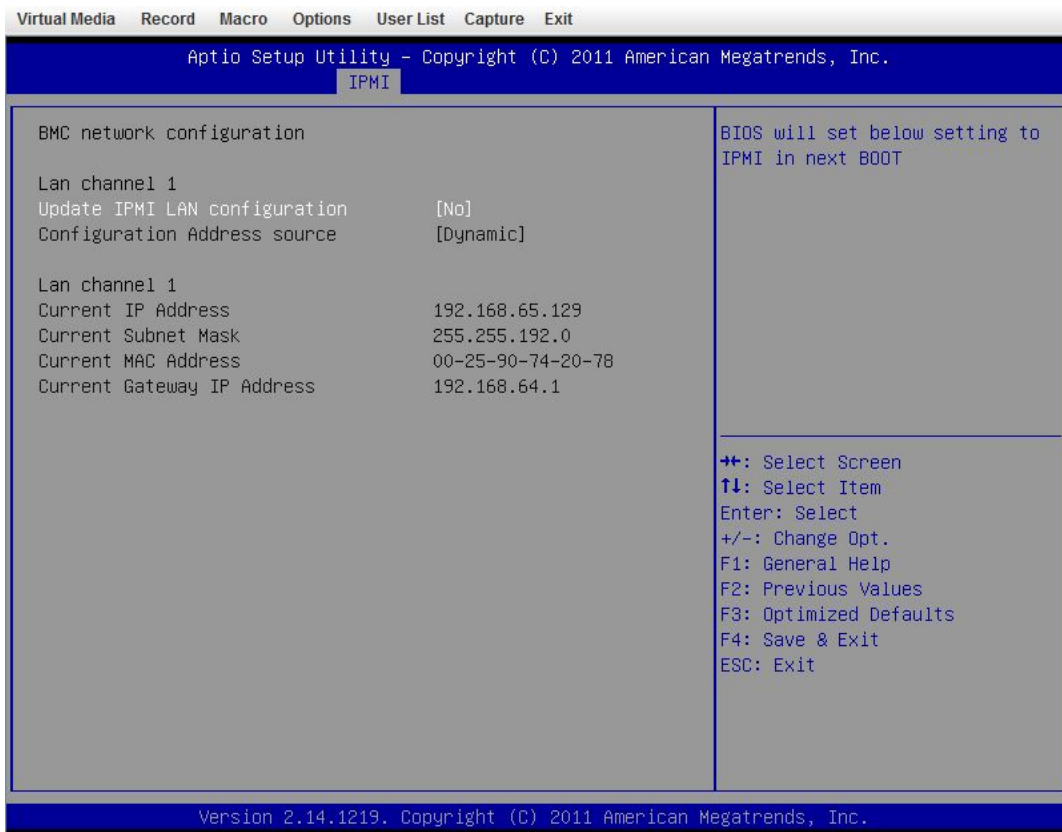 Virtual Media Record Macro Options User List Capture Exit
Aptio Setup Utility – Copyright (C) 2011 American Megatrends, Inc.
IPMI
BMC network configuration
Lan channel 1
Update IPMI LAN configuration [No]
Configuration Address source [Dynamic]
Lan channel 1
Current IP Address 192.168.65.129
Current Subnet Mask 255.255.192.0
Current MAC Address 00-25-90-74-20-78
Current Gateway IP Address 192.168.64.1
BIOS will set below setting to
IPMI in next BOOT
→←: Select Screen
↑↓: Select Item
Enter: Select
+/-: Change Opt.
F1: General Help
F2: Previous Values
F3: Optimized Defaults
F4: Save & Exit
ESC: Exit
Version 2.14.1219. Copyright (C) 2011 American Megatrends, Inc.